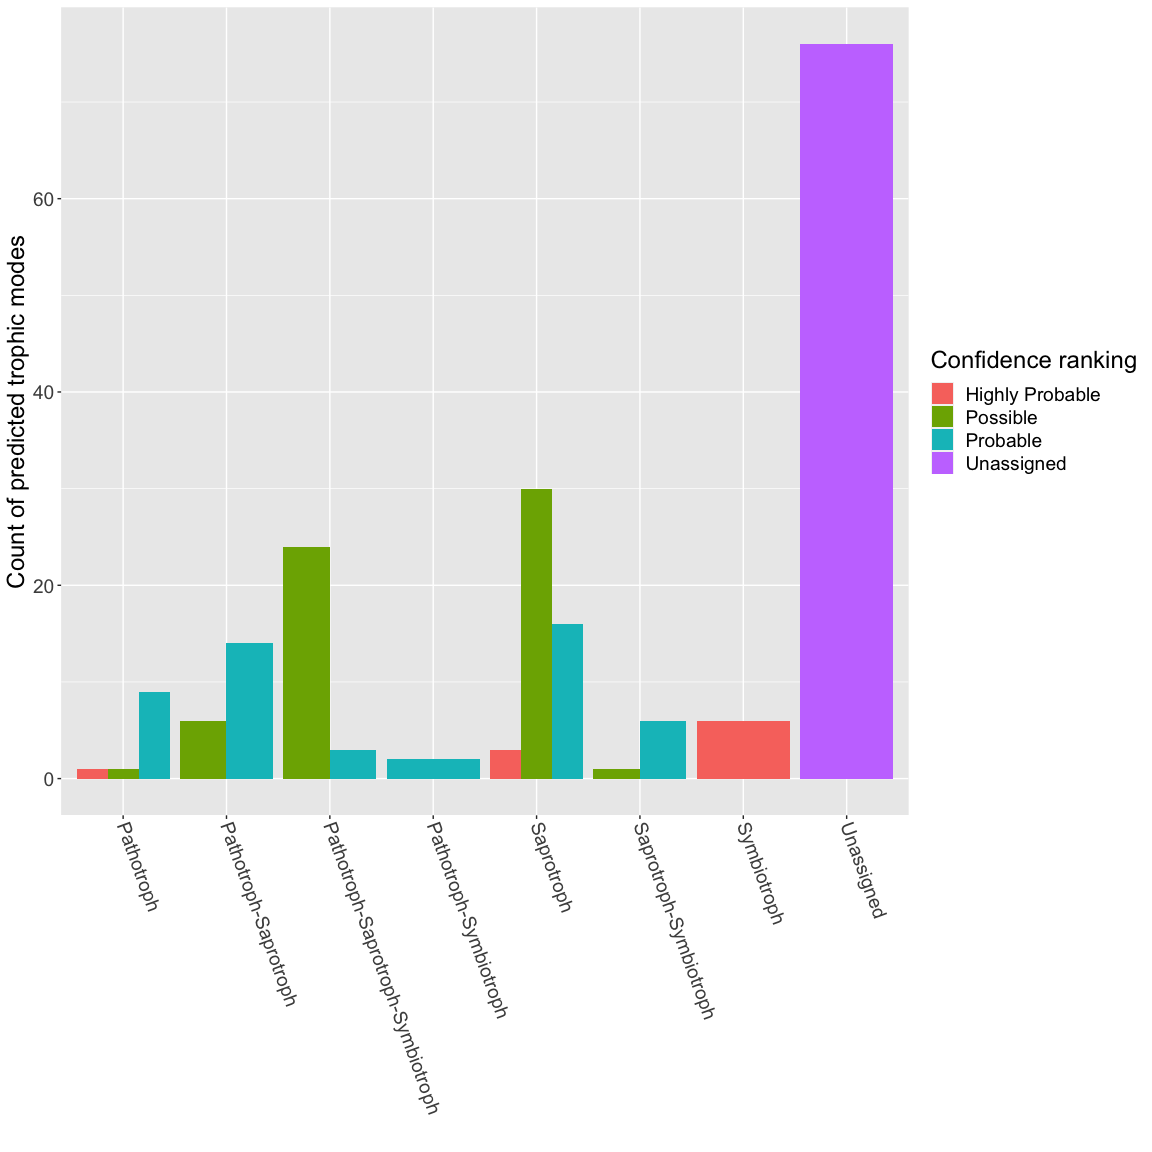 Count of predicted trophic modes
60
40
20
0
Pathotroph
Pathotroph-Saprotroph
Pathotroph-Saprotroph-Symbiotroph
Pathotroph-Symbiotroph
Saprotroph
Saprotroph-Symbiotroph
Symbiotroph
Unassigned
Confidence ranking
Highly Probable
Possible
Probable
Unassigned